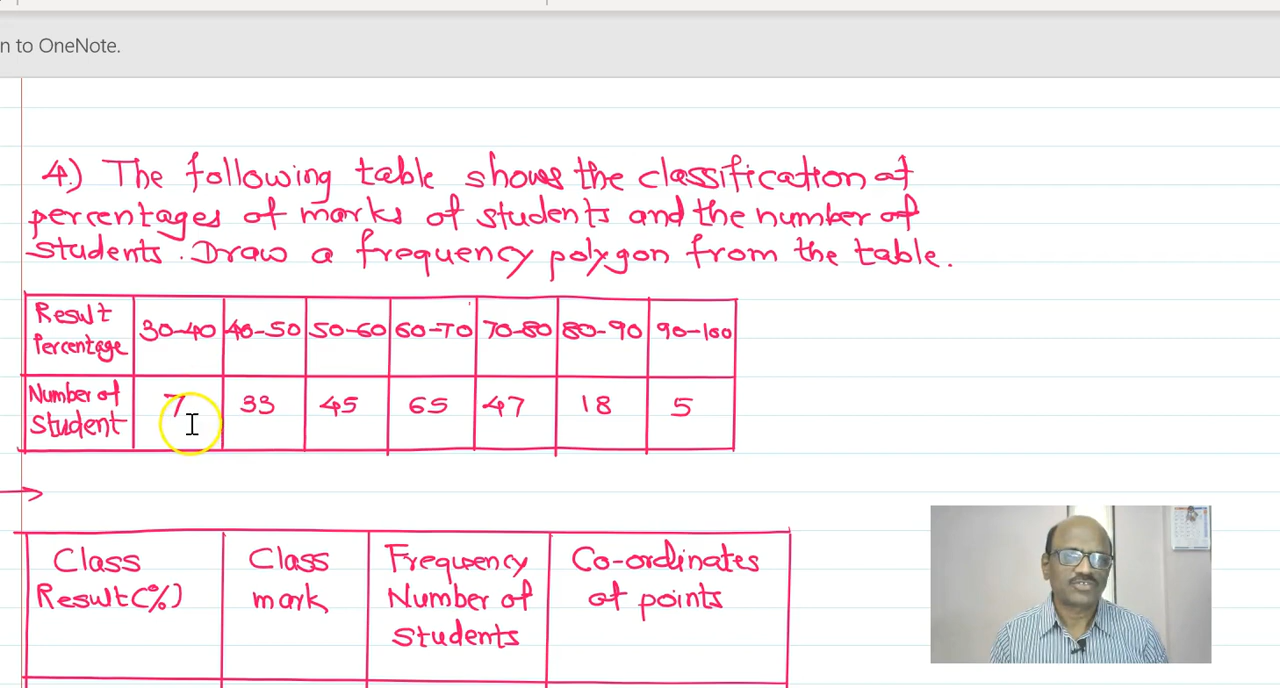 n to OneNote.
4.) The following table shows the classification of
percentages of marks of students and the number of
students. Draw a frequency polygon from the table.
Result Percentage 30-40 40-50 50-60 60-70 70-80 80-90 90-100
Number of Student 7 33 45 65 47 18 5
Class Class Frequency Co-ordinates
Result(%) mark Number of of points
Students